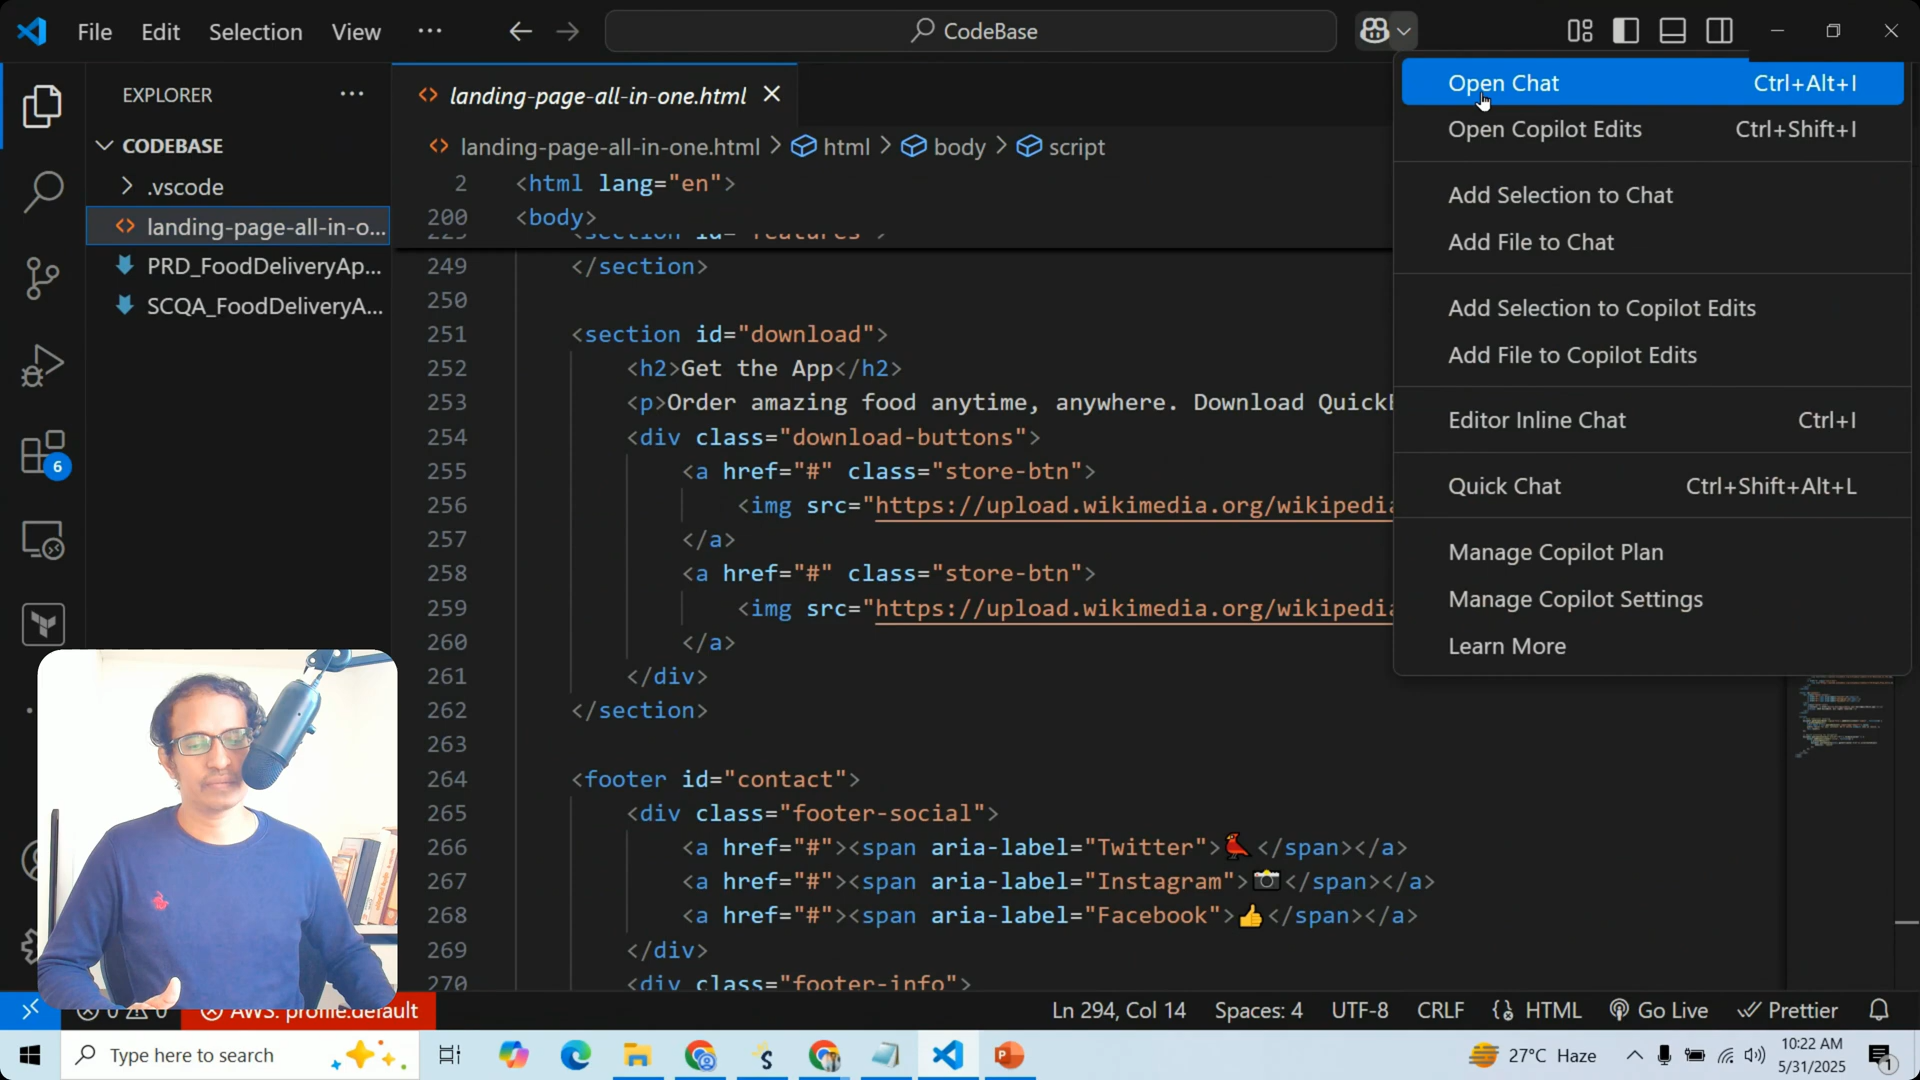 File Edit Selection View ··· CodeBase
EXPLORER ···
CODEBASE
.vscode
landing-page-all-in-o...
PRD_FoodDeliveryAp...
SCQA_FoodDeliveryA...
6
landing-page-all-in-one.html
landing-page-all-in-one.html > html > body > script
2 <html lang="en">
200 <body>
249 </section>
250
251 <section id="download">
252 <h2>Get the App</h2>
253 <p>Order amazing food anytime, anywhere. Download
254 <div class="download-buttons">
255 <a href="#" class="store-btn">
256 <img src="https://upload.wikimedia.org/wikipedia
257 </a>
258 <a href="#" class="store-btn">
259 <img src="https://upload.wikimedia.org/wikipedia
260 </a>
261 </div>
262 </section>
263
264 <footer id="contact">
265 <div class="footer-social">
266 <a href="#"><span aria-label="Twitter">🐦</span></a>
267 <a href="#"><span aria-label="Instagram">📷</span></a>
268 <a href="#"><span aria-label="Facebook">👍</span></a>
269 </div>
270 <div class="footer-info">
Open Chat Ctrl+Alt+I
Open Copilot Edits Ctrl+Shift+I
Add Selection to Chat
Add File to Chat
Add Selection to Copilot Edits
Add File to Copilot Edits
Editor Inline Chat Ctrl+I
Quick Chat Ctrl+Shift+Alt+L
Manage Copilot Plan
Manage Copilot Settings
Learn More
0 0 AWS: profile:default Ln 294, Col 14 Spaces: 4 UTF-8 CRLF {} HTML Go Live Prettier
Type here to search 27°C Haze 10:22 AM
5/31/2025 1